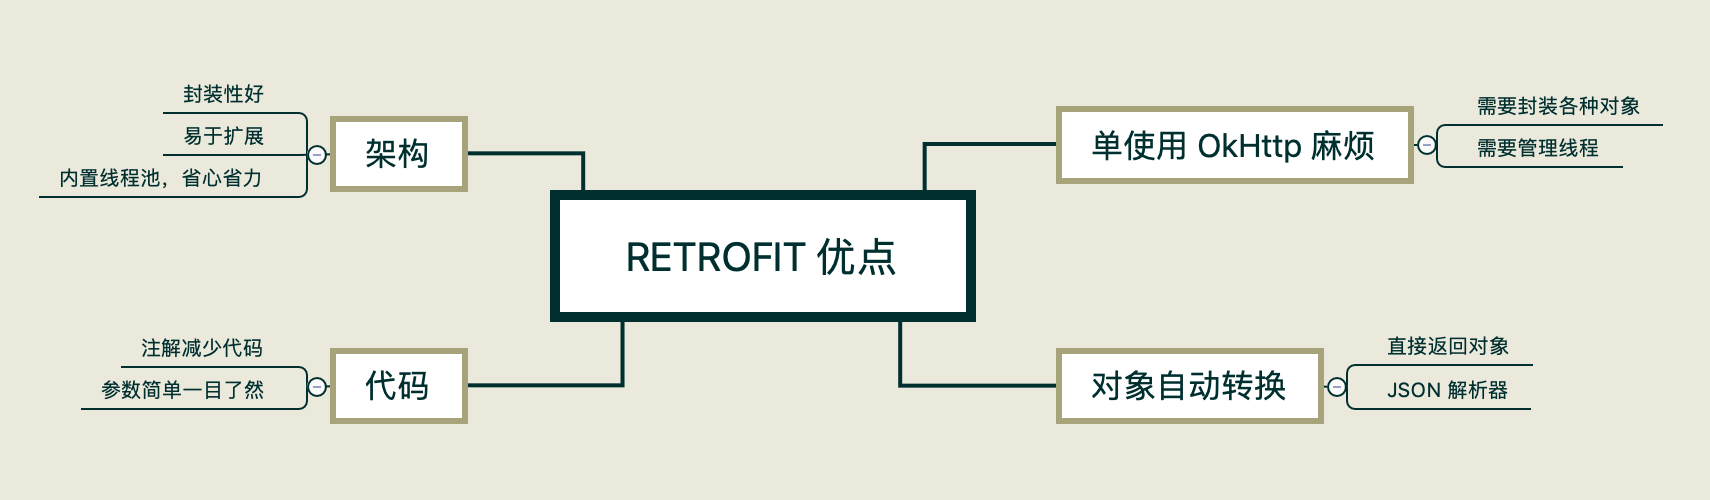 RETROFIT 优点
架构
封装性好
易于扩展
内置线程池，省心省力
代码
注解减少代码
参数简单一目了然
单使用 OkHttp 麻烦
需要封装各种对象
需要管理线程
对象自动转换
直接返回对象
JSON 解析器